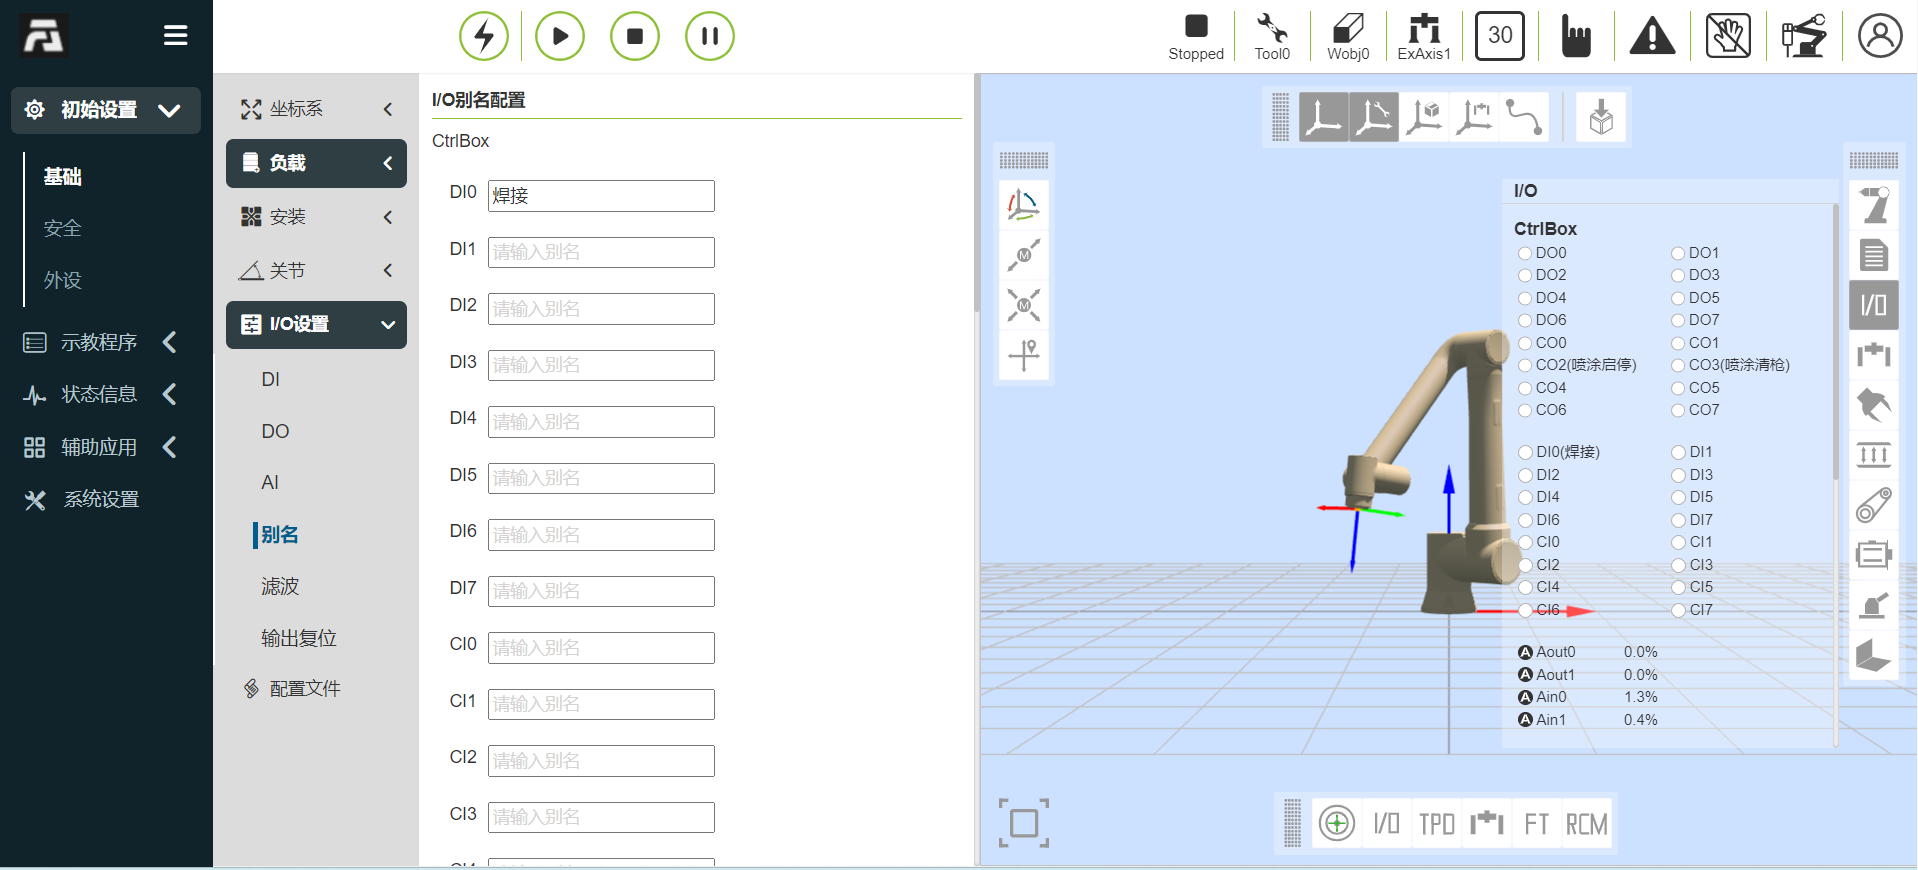 Stopped
Tool0
Wobj0
ExAxis1
30
初始设置
基础
安全
外设
示教程序
状态信息
辅助应用
系统设置
坐标系
负载
安装
关节
I/O设置
DI
DO
AI
别名
滤波
输出复位
配置文件
I/O别名配置
CtrlBox
DI0 焊接
DI1 请输入别名
DI2 请输入别名
DI3 请输入别名
DI4 请输入别名
DI5 请输入别名
DI6 请输入别名
DI7 请输入别名
CI0 请输入别名
CI1 请输入别名
CI2 请输入别名
CI3 请输入别名
M
M
I/O
CtrlBox
DO0 DO1
DO2 DO3
DO4 DO5
DO6 DO7
CO0 CO1
CO2(喷涂启停) CO3(喷涂清枪)
CO4 CO5
CO6 CO7
DI0(焊接) DI1
DI2 DI3
DI4 DI5
DI6 DI7
CI0 CI1
CI2 CI3
CI4 CI5
CI6 CI7
A Aout0 0.0%
A Aout1 0.0%
A Ain0 1.3%
A Ain1 0.4%
I/O
I/O TPD FT RCM